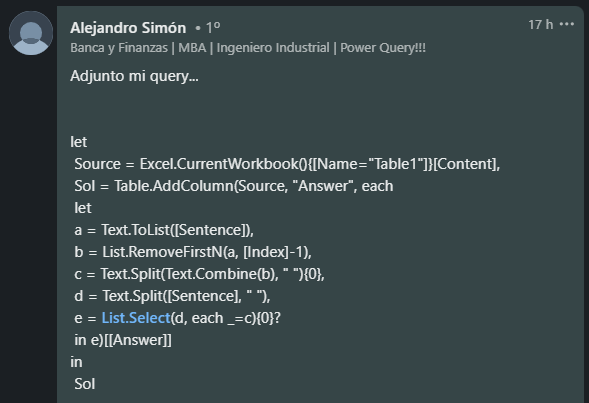 Alejandro Simón • 1º
17 h •••
Banca y Finanzas | MBA | Ingeniero Industrial | Power Query!!!
Adjunto mi query...
let
Source = Excel.CurrentWorkbook(){[Name="Table1"]}[Content],
Sol = Table.AddColumn(Source, "Answer", each
let
a = Text.ToList([Sentence]),
b = List.RemoveFirstN(a, [Index]-1),
c = Text.Split(Text.Combine(b), " "){0},
d = Text.Split([Sentence], " "),
e = List.Select(d, each _=c){0}?
in e)[[Answer]]
in
Sol